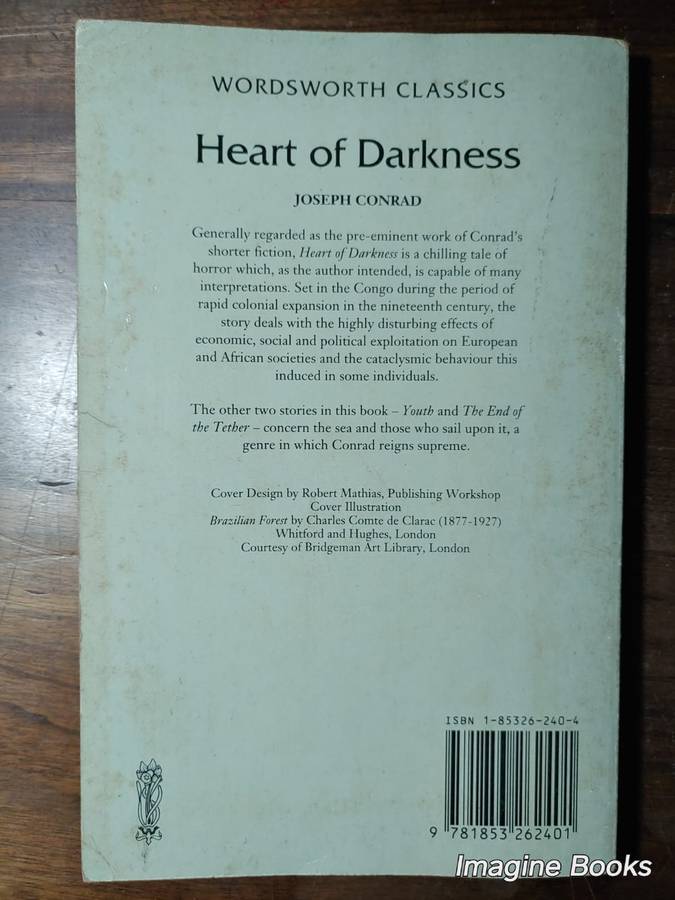 WORDSWORTH CLASSICS
Heart of Darkness
JOSEPH CONRAD
Generally regarded as the pre-eminent work of Conrad's
shorter fiction, Heart of Darkness is a chilling tale of
horror which, as the author intended, is capable of many
interpretations. Set in the Congo during the period of
rapid colonial expansion in the nineteenth century, the
story deals with the highly disturbing effects of
economic, social and political exploitation on European
and African societies and the cataclysmic behaviour this
induced in some individuals.
The other two stories in this book – Youth and The End of
the Tether – concern the sea and those who sail upon it, a
genre in which Conrad reigns supreme.
Cover Design by Robert Mathias, Publishing Workshop
Cover Illustration
Brazilian Forest by Charles Comte de Clarac (1877-1927)
Whitford and Hughes, London
Courtesy of Bridgeman Art Library, London
ISBN 1-85326-240-4
9 781853 262401
W
Imagine Books